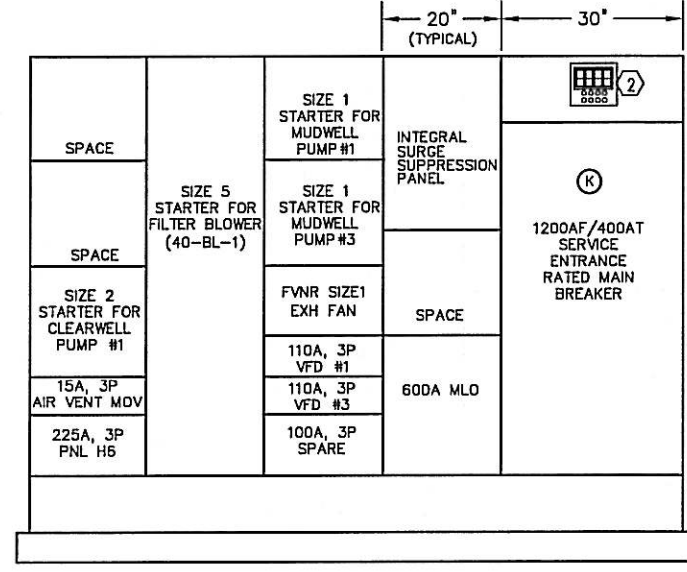 20"
(TYPICAL)
30"
SPACE
SPACE
SIZE 2
STARTER FOR
CLEARWELL
PUMP #1
15A, 3P
AIR VENT MOV
225A, 3P
PNL H6
SIZE 5
STARTER FOR
FILTER BLOWER
(40-BL-1)
SIZE 1
STARTER FOR
MUDWELL
PUMP#1
SIZE 1
STARTER FOR
MUDWELL
PUMP#3
FVNR SIZE1
EXH FAN
110A, 3P
VFD #1
110A, 3P
VFD #3
100A, 3P
SPARE
INTEGRAL
SURGE
SUPPRESSION
PANEL
SPACE
600A MLO
2
K
1200AF/400AT
SERVICE
ENTRANCE
RATED MAIN
BREAKER